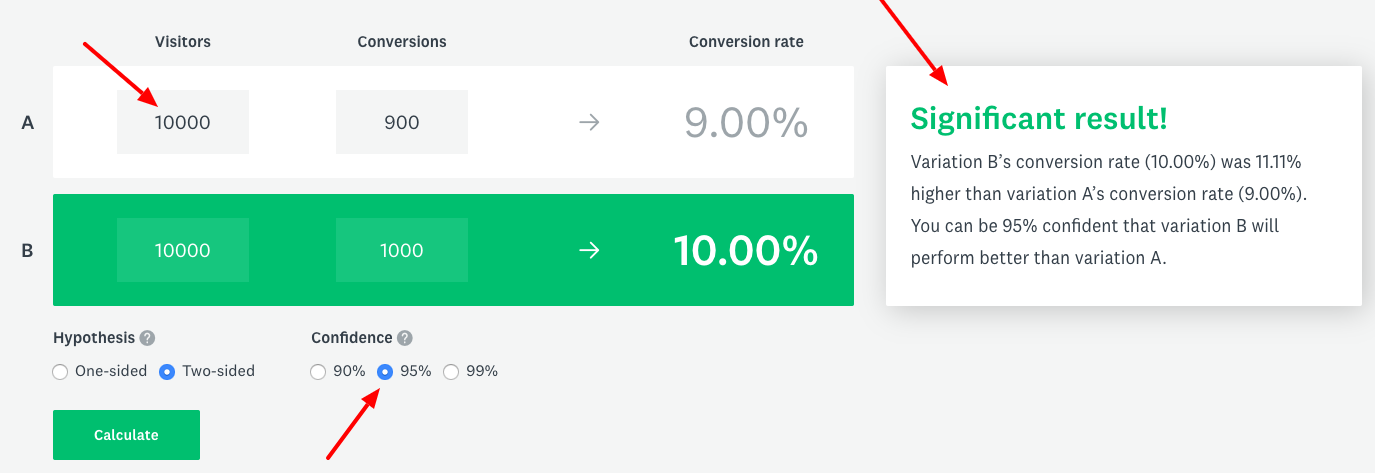 Visitors Conversions Conversion rate
A 10000 900 → 9.00%
B 10000 1000 → 10.00%
Significant result!
Variation B’s conversion rate (10.00%) was 11.11%
higher than variation A’s conversion rate (9.00%).
You can be 95% confident that variation B will
perform better than variation A.
Hypothesis ? Confidence ?
One-sided Two-sided 90% 95% 99%
Calculate